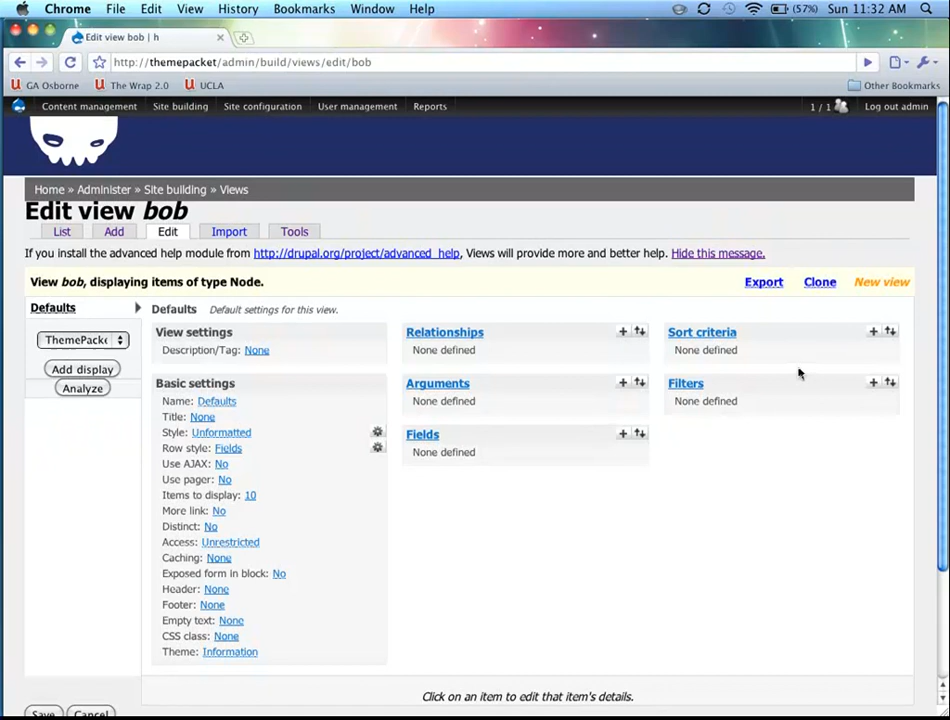 Chrome File Edit View History Bookmarks Window Help (57%) Sun 11:32 AM
Edit view bob | h
http://themepacket/admin/build/views/edit/bob
GA Osborne The Wrap 2.0 UCLA Other Bookmarks
Content management Site building Site configuration User management Reports 1 / 1 Log out admin
Home » Administer » Site building » Views
Edit view bob
List Add Edit Import Tools
If you install the advanced help module from http://drupal.org/project/advanced_help, Views will provide more and better help. Hide this message.
View bob, displaying items of type Node. Export Clone New view
Defaults
ThemePacke
Add display
Analyze
Defaults Default settings for this view.
View settings
Description/Tag: None
Basic settings
Name: Defaults
Title: None
Style: Unformatted
Row style: Fields
Use AJAX: No
Use pager: No
Items to display: 10
More link: No
Distinct: No
Access: Unrestricted
Caching: None
Exposed form in block: No
Header: None
Footer: None
Empty text: None
CSS class: None
Theme: Information
Relationships
None defined
Arguments
None defined
Fields
None defined
Sort criteria
None defined
Filters
None defined
Click on an item to edit that item's details.
Save Cancel